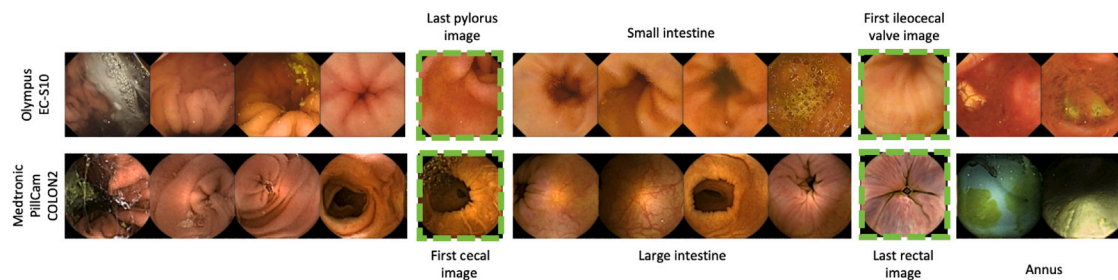 Last pylorus
image
Small intestine
First ileocecal
valve image
Olympus
EC-S10
Medtronic
PillCam
COLON2
First cecal
image
Large intestine
Last rectal
image
Annus